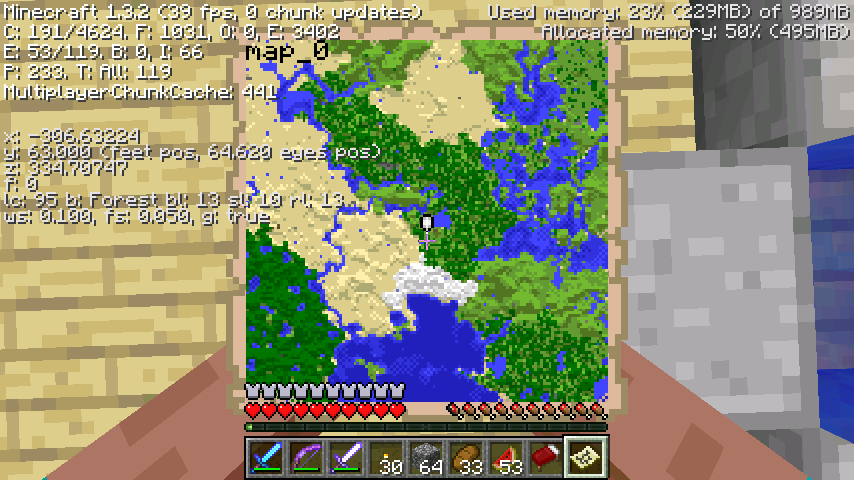 Minecraft 1.3.2 (39 fps, 0 chunk updates)
Used memory: 23% (229MB) of 989MB
C: 191/4624, F: 1031, O: 0, E: 3402
Allocated memory: 50% (495MB)
E: 53/119, B: 0, I: 66
map_0
P: 233, T: All: 119
MultiplayerChunkCache: 441
x: -306.63224
y: 63.000 (feet pos, 64.620 eyes pos)
z: 334.70747
f: 0
lc: 95 b: Forest bl: 13 sl: 10 rl: 13
ws: 0.100, fs: 0.050, g: true
30 64 33 53